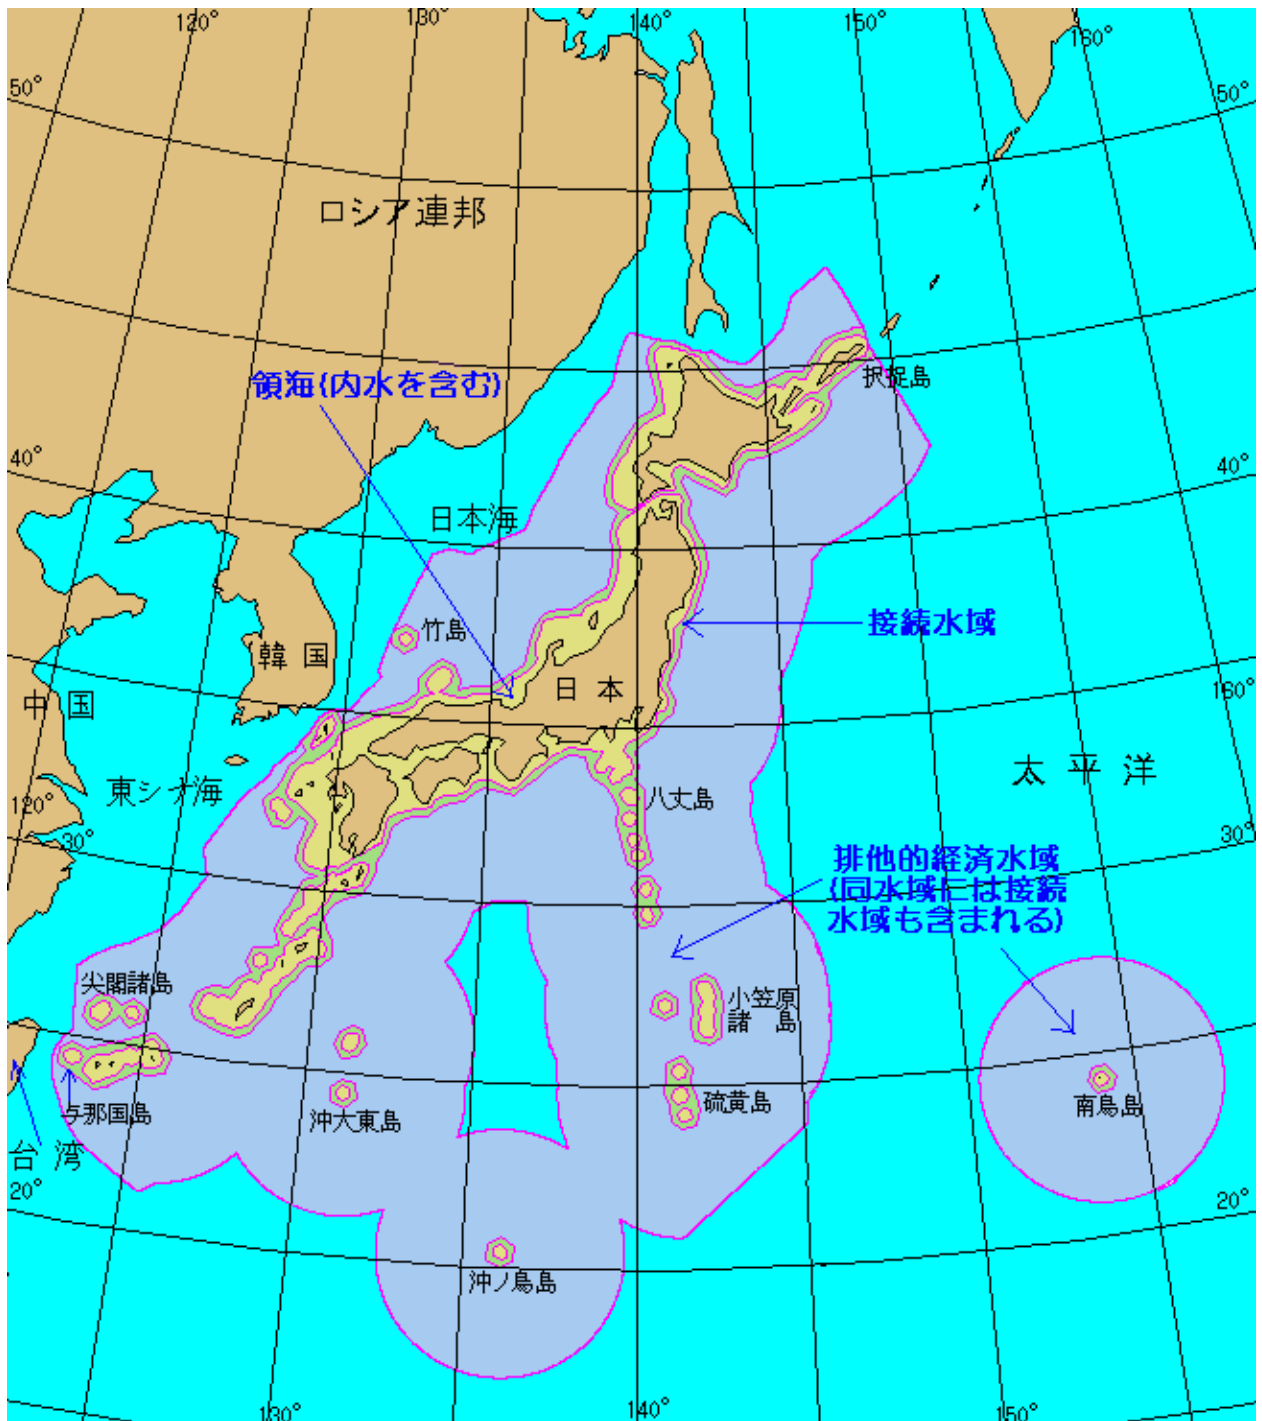 120°
130°
140°
150°
160°
50°
50°
ロシア連邦
領海(内水を含む)
択捉島
40°
40°
日本海
竹島
接続水域
韓国
日本
中国
160°
太平洋
東シナ海
120°
八丈島
30°
30°
排他的経済水域
(同水域には接続
水域も含まれる)
尖閣諸島
小笠原
諸島
与那国島
沖大東島
硫黄島
南鳥島
台湾
20°
20°
沖ノ鳥島
130°
140°
150°